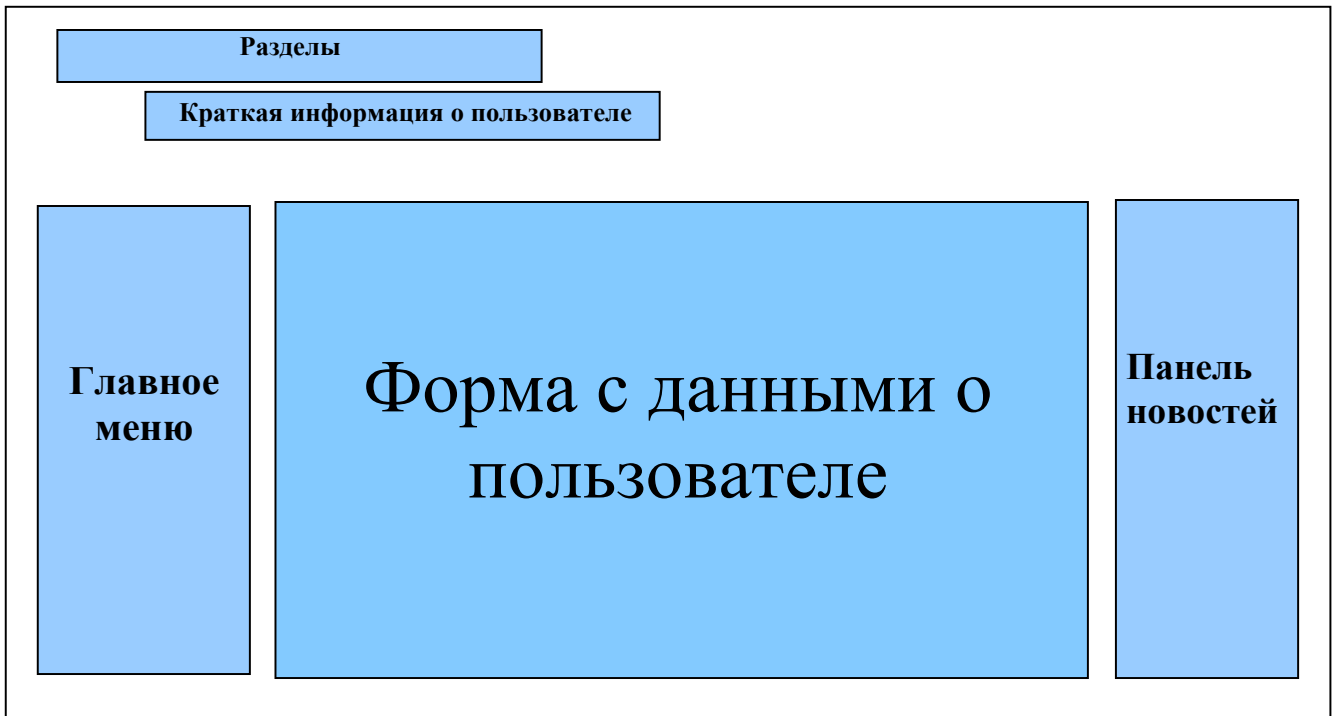 Разделы
Краткая информация о пользователе
Главное
меню
Форма с данными о
пользователе
Панель
новостей